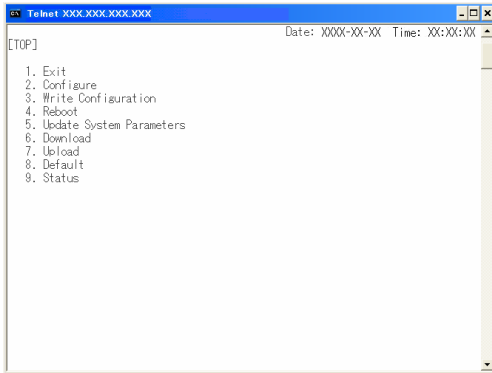 Telnet XXX.XXX.XXX.XXX
Date: XXXX-XX-XX Time: XX:XX:XX
[TOP]
1. Exit
2. Configure
3. Write Configuration
4. Reboot
5. Update System Parameters
6. Download
7. Upload
8. Default
9. Status